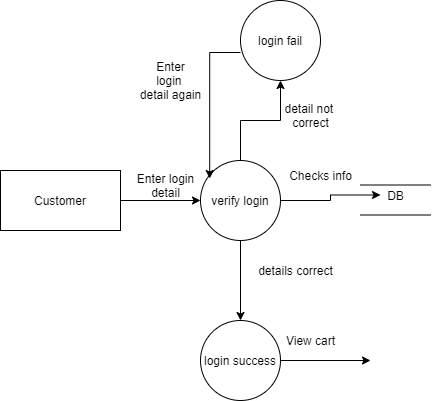 login fail
Enter
login
detail again
detail not
correct
Enter login
detail
Checks info
Customer
verify login
DB
details correct
View cart
login success